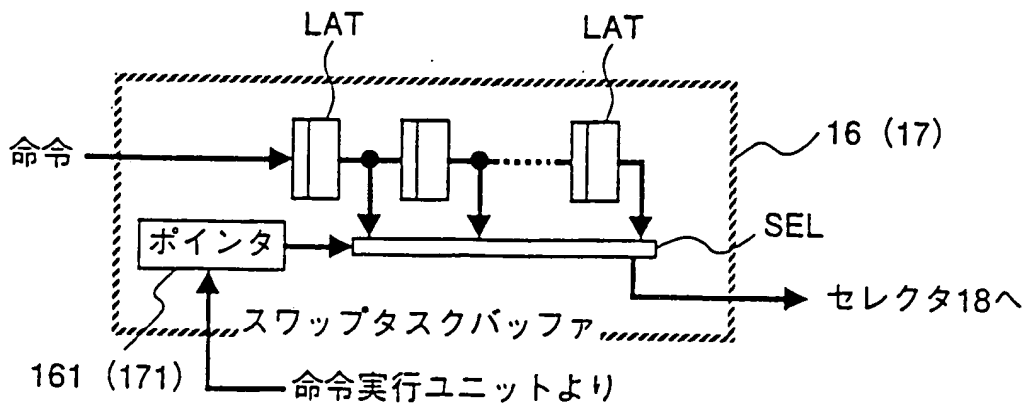 LAT
LAT
命令
16 (17)
ポインタ
SEL
セレクタ18へ
スワップタスクバッファ
161 (171)
命令実行ユニットより